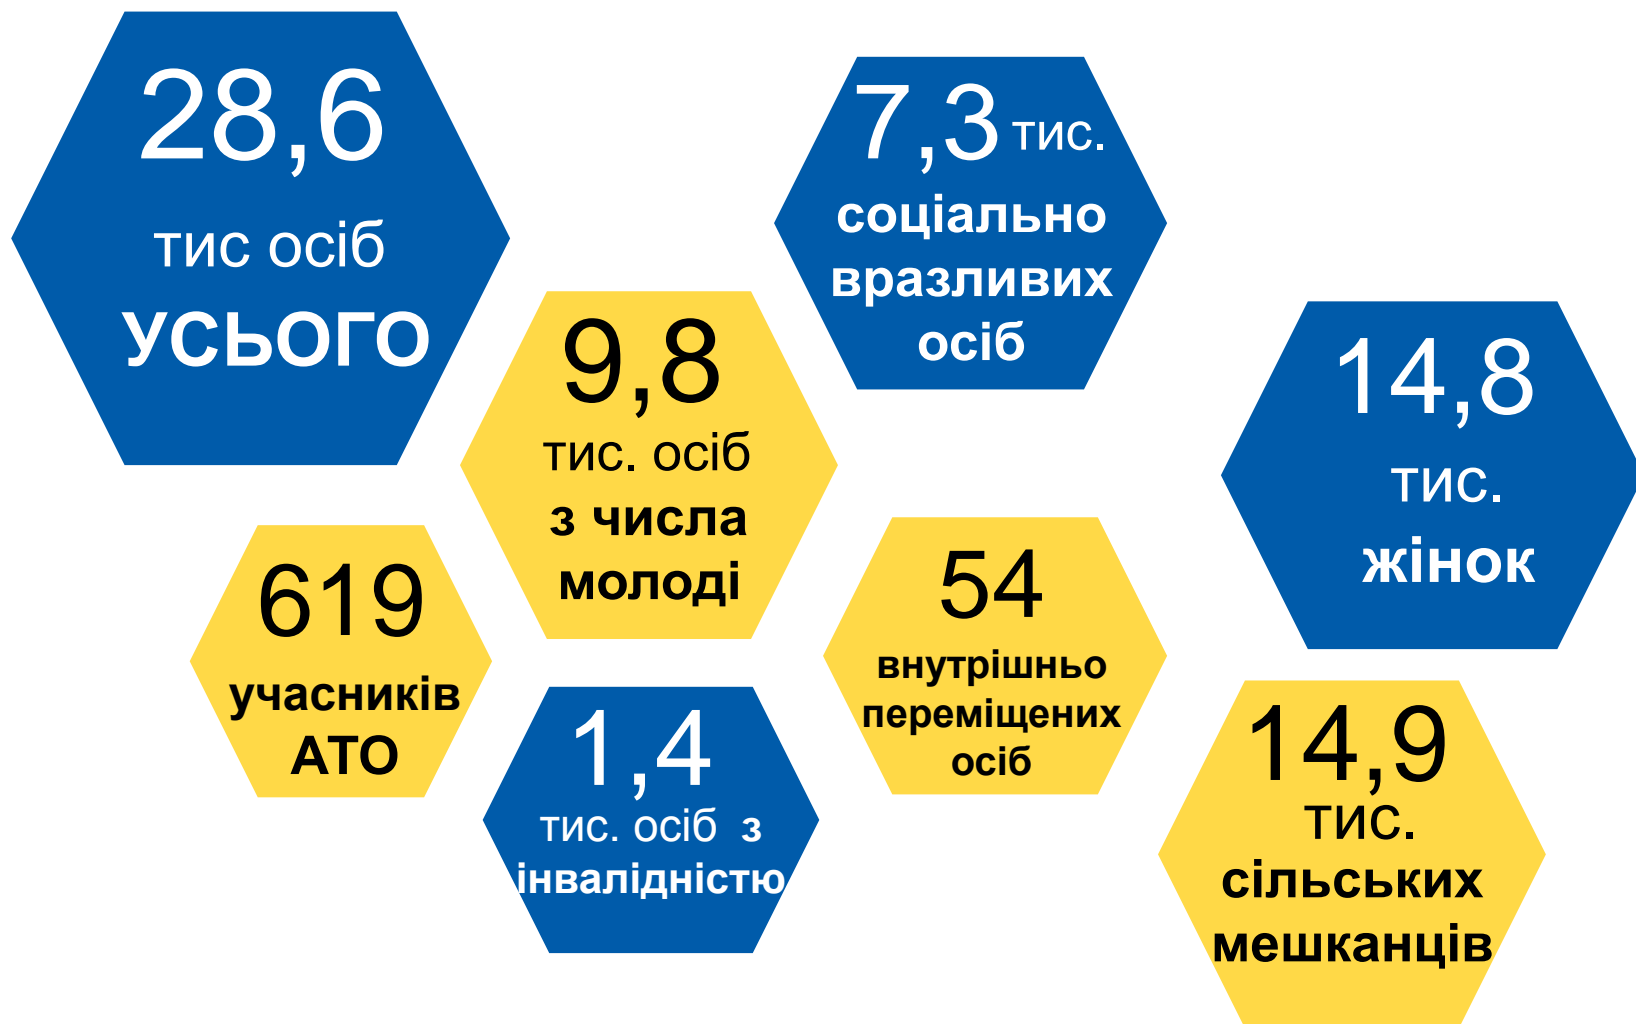 28,6
тис осіб
УСЬОГО
7,3 тис.
соціально
вразливих
осіб
9,8
тис. осіб
з числа
молоді
14,8
тис.
жінок
619
учасників
АТО
54
внутрішньо
переміщених
осіб
1,4
тис. осіб з
інвалідністю
14,9
тис.
сільських
мешканців